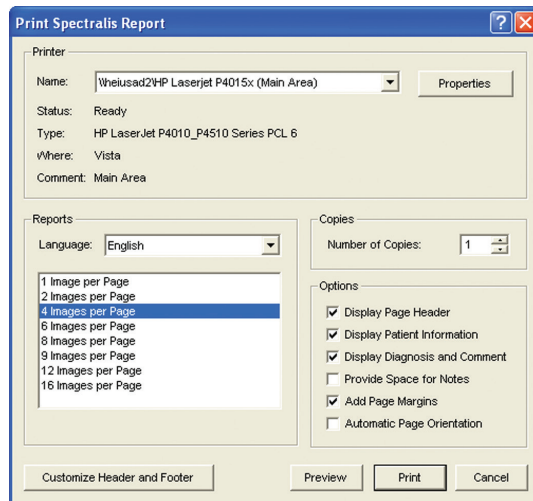 Print Spectralis Report
Printer
Name: \\heiusad2\HP Laserjet P4015x (Main Area)
Properties
Status: Ready
Type: HP LaserJet P4010_P4510 Series PCL 6
Where: Vista
Comment: Main Area
Reports
Language: English
1 Image per Page
2 Images per Page
4 Images per Page
6 Images per Page
8 Images per Page
9 Images per Page
12 Images per Page
16 Images per Page
Copies
Number of Copies: 1
Options
Display Page Header
Display Patient Information
Display Diagnosis and Comment
Provide Space for Notes
Add Page Margins
Automatic Page Orientation
Customize Header and Footer
Preview
Print
Cancel